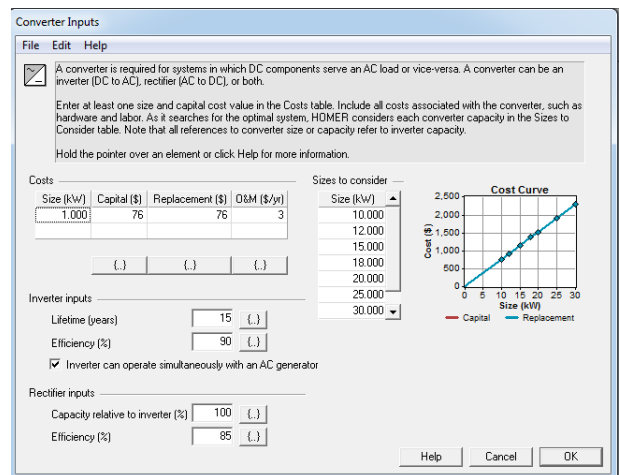 Converter Inputs
File Edit Help
A converter is required for systems in which DC components serve an AC load or vice-versa. A converter can be an
inverter (DC to AC), rectifier (AC to DC), or both.
Enter at least one size and capital cost value in the Costs table. Include all costs associated with the converter, such as
hardware and labor. As it searches for the optimal system, HOMER considers each converter capacity in the Sizes to
Consider table. Note that all references to converter size or capacity refer to inverter capacity.
Hold the pointer over an element or click Help for more information.
Costs
Size (kW) Capital ($) Replacement ($) O&M ($/yr)
1.000 76 76 3
{..} {..} {..}
Sizes to consider
Size (kW)
10.000
12.000
15.000
18.000
20.000
25.000
30.000
Cost Curve
Cost ($)
2,500
2,000
1,500
1,000
500
0
0 5 10 15 20 25 30
Size (kW)
Capital Replacement
Inverter inputs
Lifetime (years) 15 {..}
Efficiency (%) 90 {..}
Inverter can operate simultaneously with an AC generator
Rectifier inputs
Capacity relative to inverter (%) 100 {..}
Efficiency (%) 85 {..}
Help Cancel OK